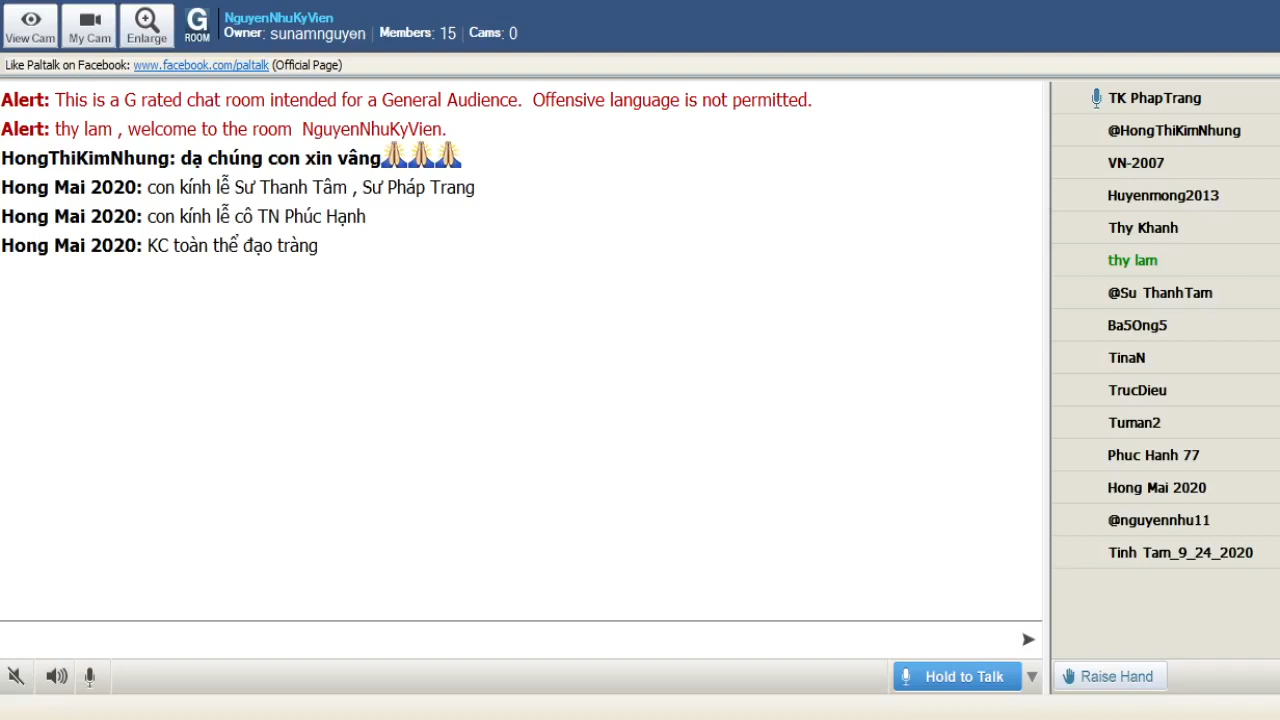 View Cam
My Cam
Enlarge
G
ROOM
NguyenNhuKyVien
Owner: sunamnguyen | Members: 15 | Cams: 0
Like Paltalk on Facebook: www.facebook.com/paltalk (Official Page)
Alert: This is a G rated chat room intended for a General Audience. Offensive language is not permitted.
Alert: thy lam , welcome to the room NguyenNhuKyVien.
HongThiKimNhung: dạ chúng con xin vâng
Hong Mai 2020: con kính lễ Sư Thanh Tâm , Sư Pháp Trang
Hong Mai 2020: con kính lễ cô TN Phúc Hạnh
Hong Mai 2020: KC toàn thể đạo tràng
TK PhapTrang
@HongThiKimNhung
VN-2007
Huyenmong2013
Thy Khanh
thy lam
@Su ThanhTam
Ba5Ong5
TinaN
TrucDieu
Tuman2
Phuc Hanh 77
Hong Mai 2020
@nguyennhu11
Tinh Tam_9_24_2020
Hold to Talk
Raise Hand